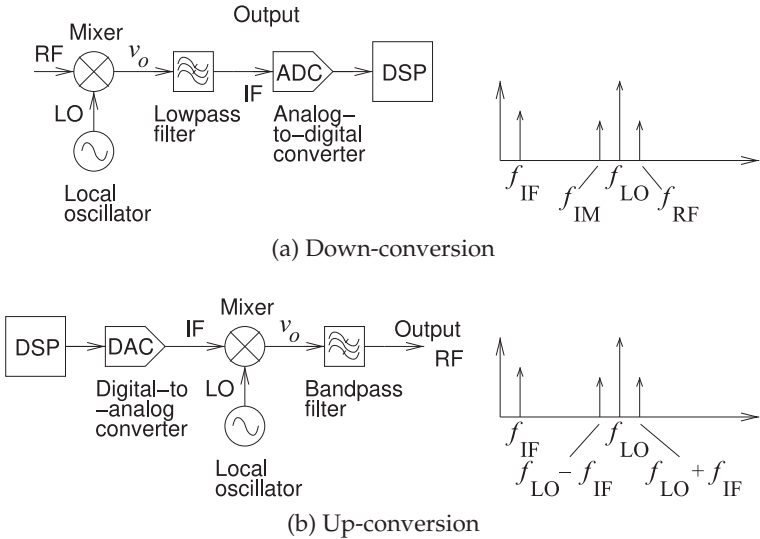 Output
Mixer
RF
v_o
ADC
DSP
IF
LO
Lowpass
filter
Analog–
to–digital
converter
Local
oscillator
f_IF
f_IM
f_LO
f_RF
(a) Down-conversion
Mixer
DSP
DAC
IF
v_o
Output
RF
LO
Digital–to
–analog
converter
Bandpass
filter
Local
oscillator
f_IF
f_LO
f_LO – f_IF
f_LO + f_IF
(b) Up-conversion